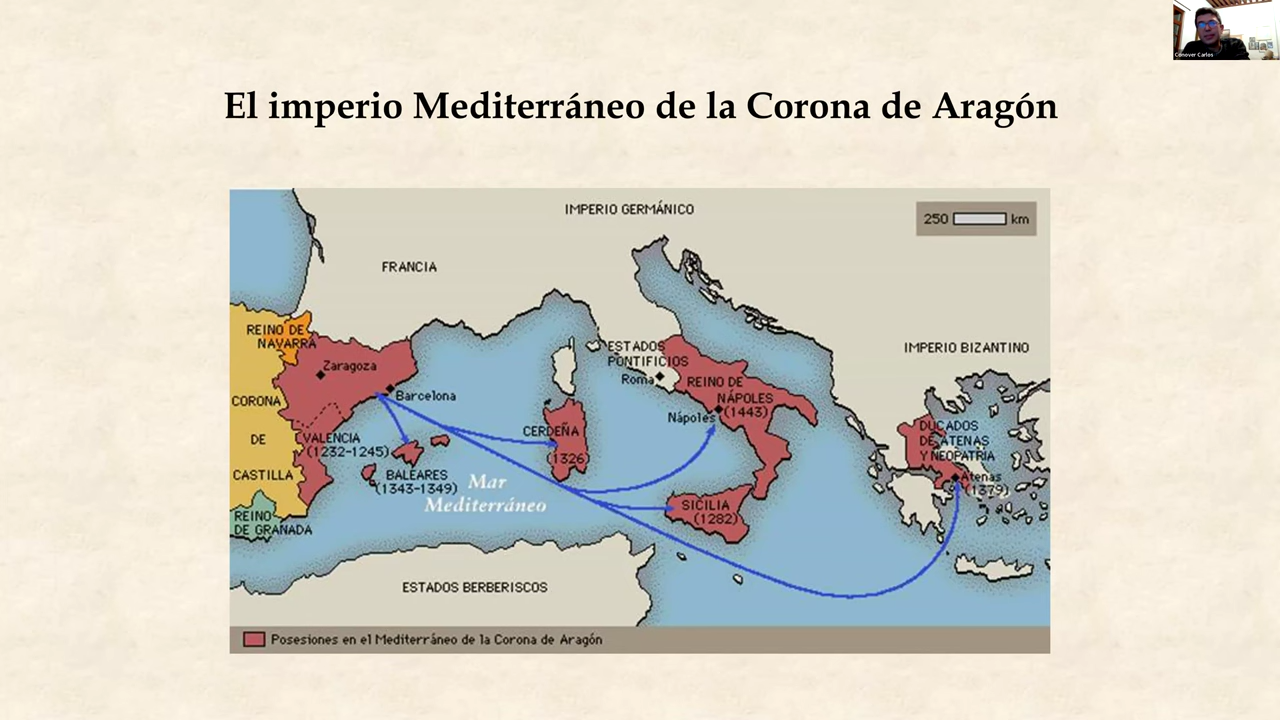 Conover Carlos
El imperio Mediterráneo de la Corona de Aragón
IMPERIO GERMÁNICO
250 km
FRANCIA
REINO DE
NAVARRA
ESTADOS
PONTIFICIOS
IMPERIO BIZANTINO
Zaragoza
Roma
REINO DE
NÁPOLES
(1443)
Barcelona
CORONA
DE
CASTILLA
Nápoles
CERDEÑA
(1326)
DUCADOS
DE ATENAS
Y NEOPATRIA
VALENCIA
(1232-1245)
BALEARES
(1343-1349)
Mar
Mediterráneo
Atenas
(1379)
SICILIA
(1282)
REINO
DE GRANADA
ESTADOS BERBERISCOS
Posesiones en el Mediterráneo de la Corona de Aragón